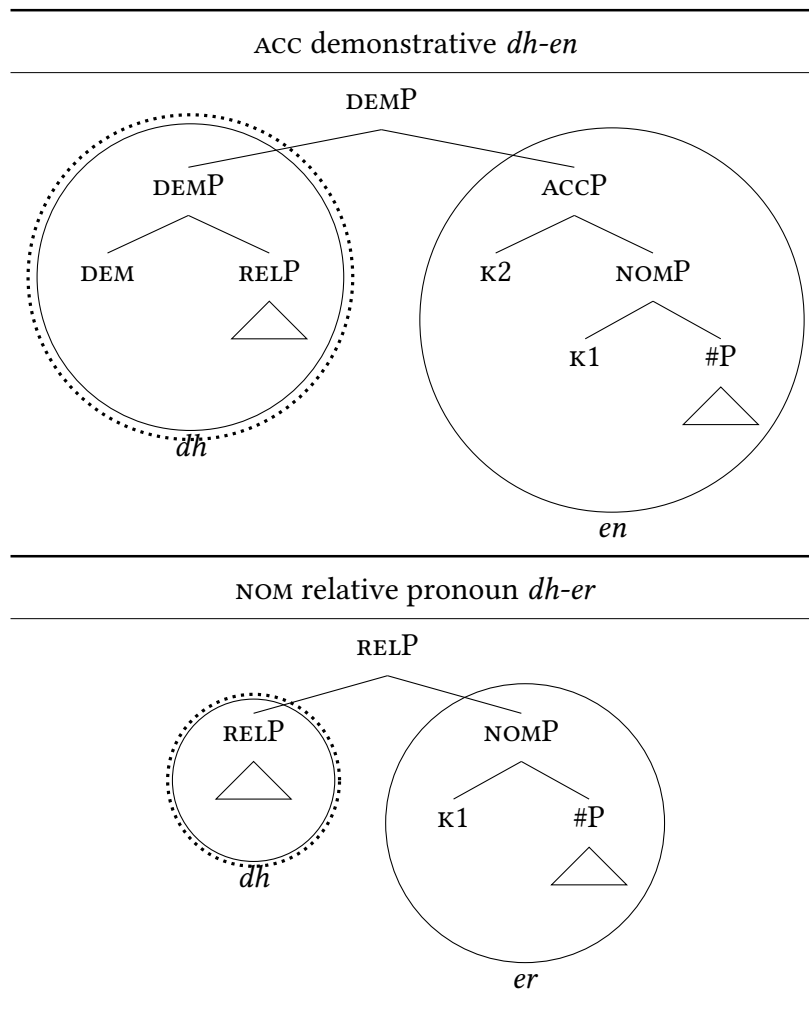 ACC demonstrative dh-en
DEMP
DEMP ACCP
DEM RELP K2 NOMP
K1 #P
dh
en
NOM relative pronoun dh-er
RELP
RELP NOMP
K1 #P
dh
er